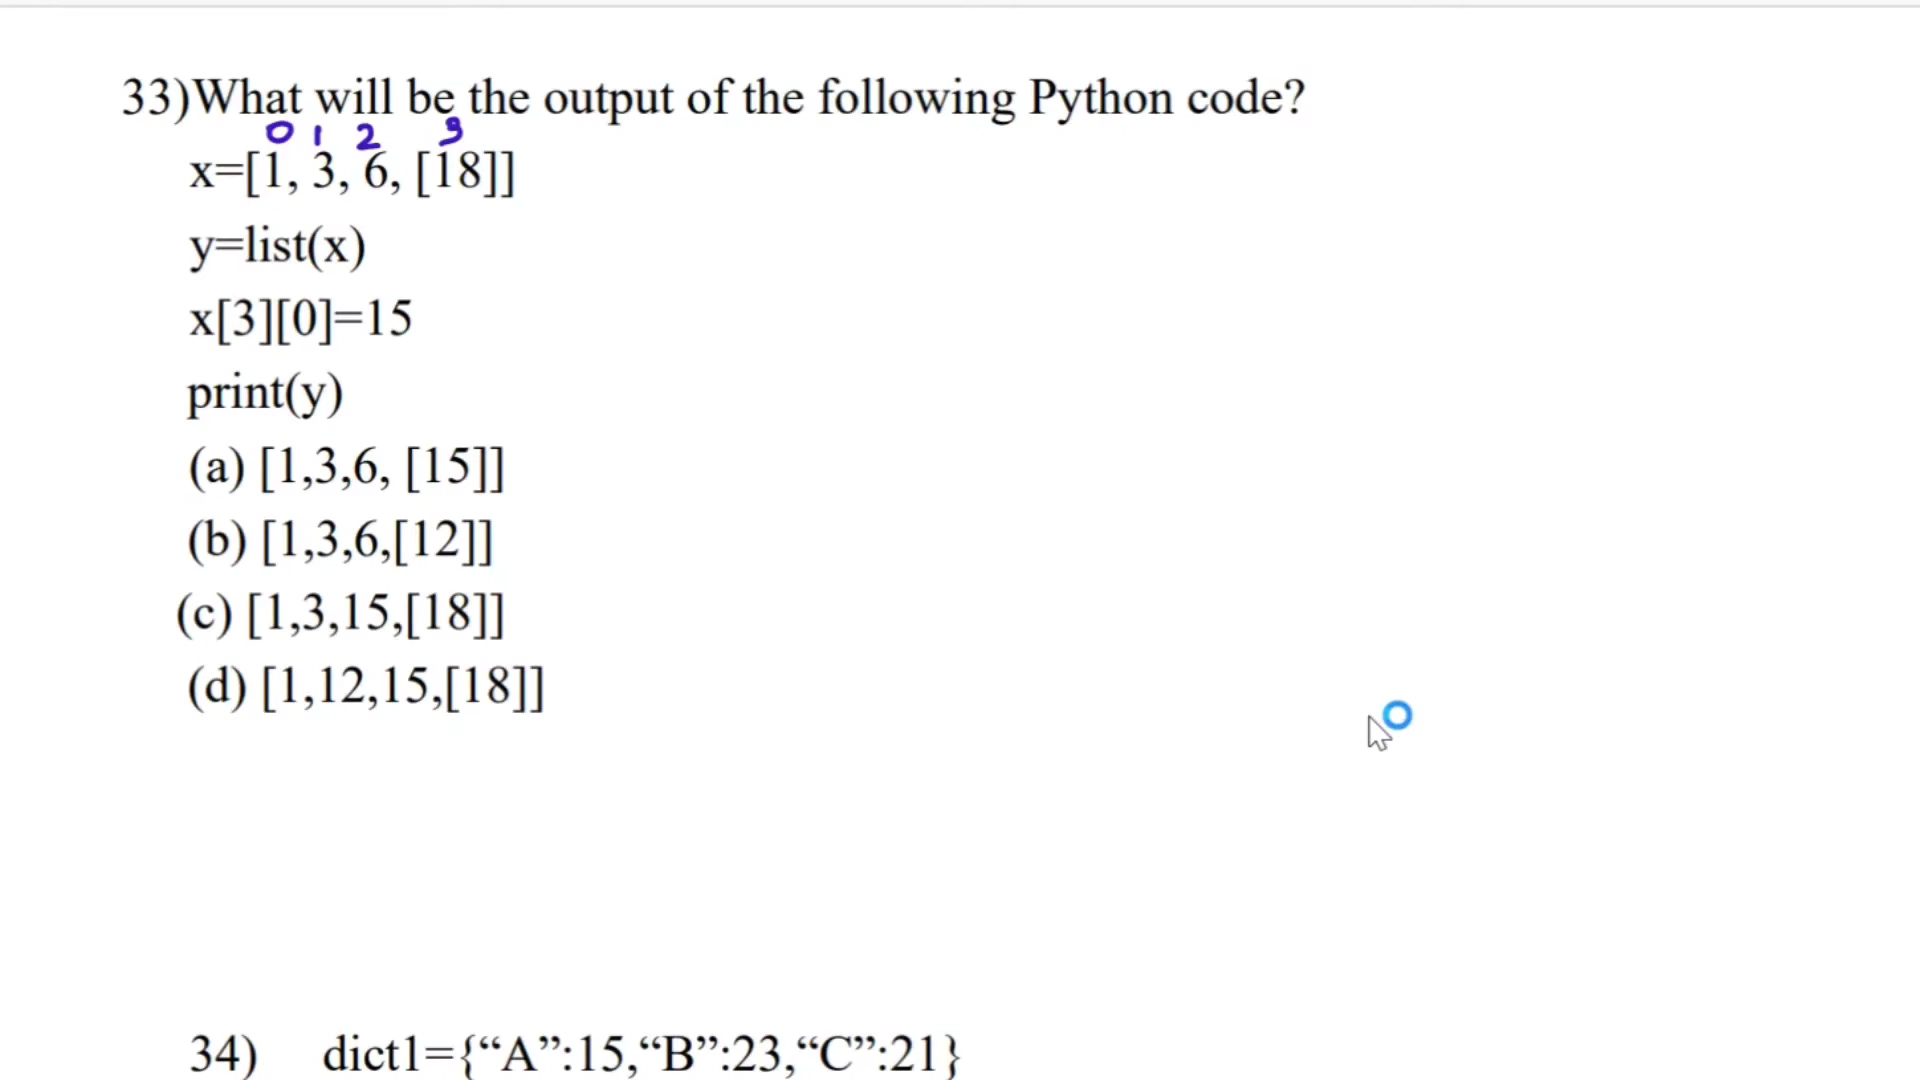 33)What will be the output of the following Python code?
0 1 2 3
x=[1, 3, 6, [18]]
y=list(x)
x[3][0]=15
print(y)
(a) [1,3,6, [15]]
(b) [1,3,6,[12]]
(c) [1,3,15,[18]]
(d) [1,12,15,[18]]
34) dict1={“A”:15,“B”:23,“C”:21}